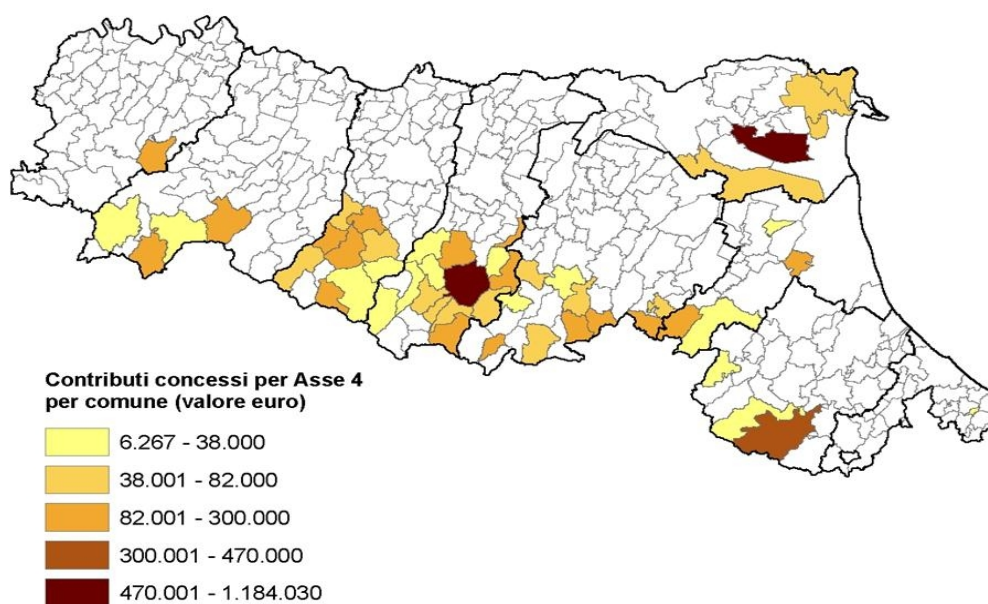 Contributi concessi per Asse 4
per comune (valore euro)
6.267 - 38.000
38.001 - 82.000
82.001 - 300.000
300.001 - 470.000
470.001 - 1.184.030